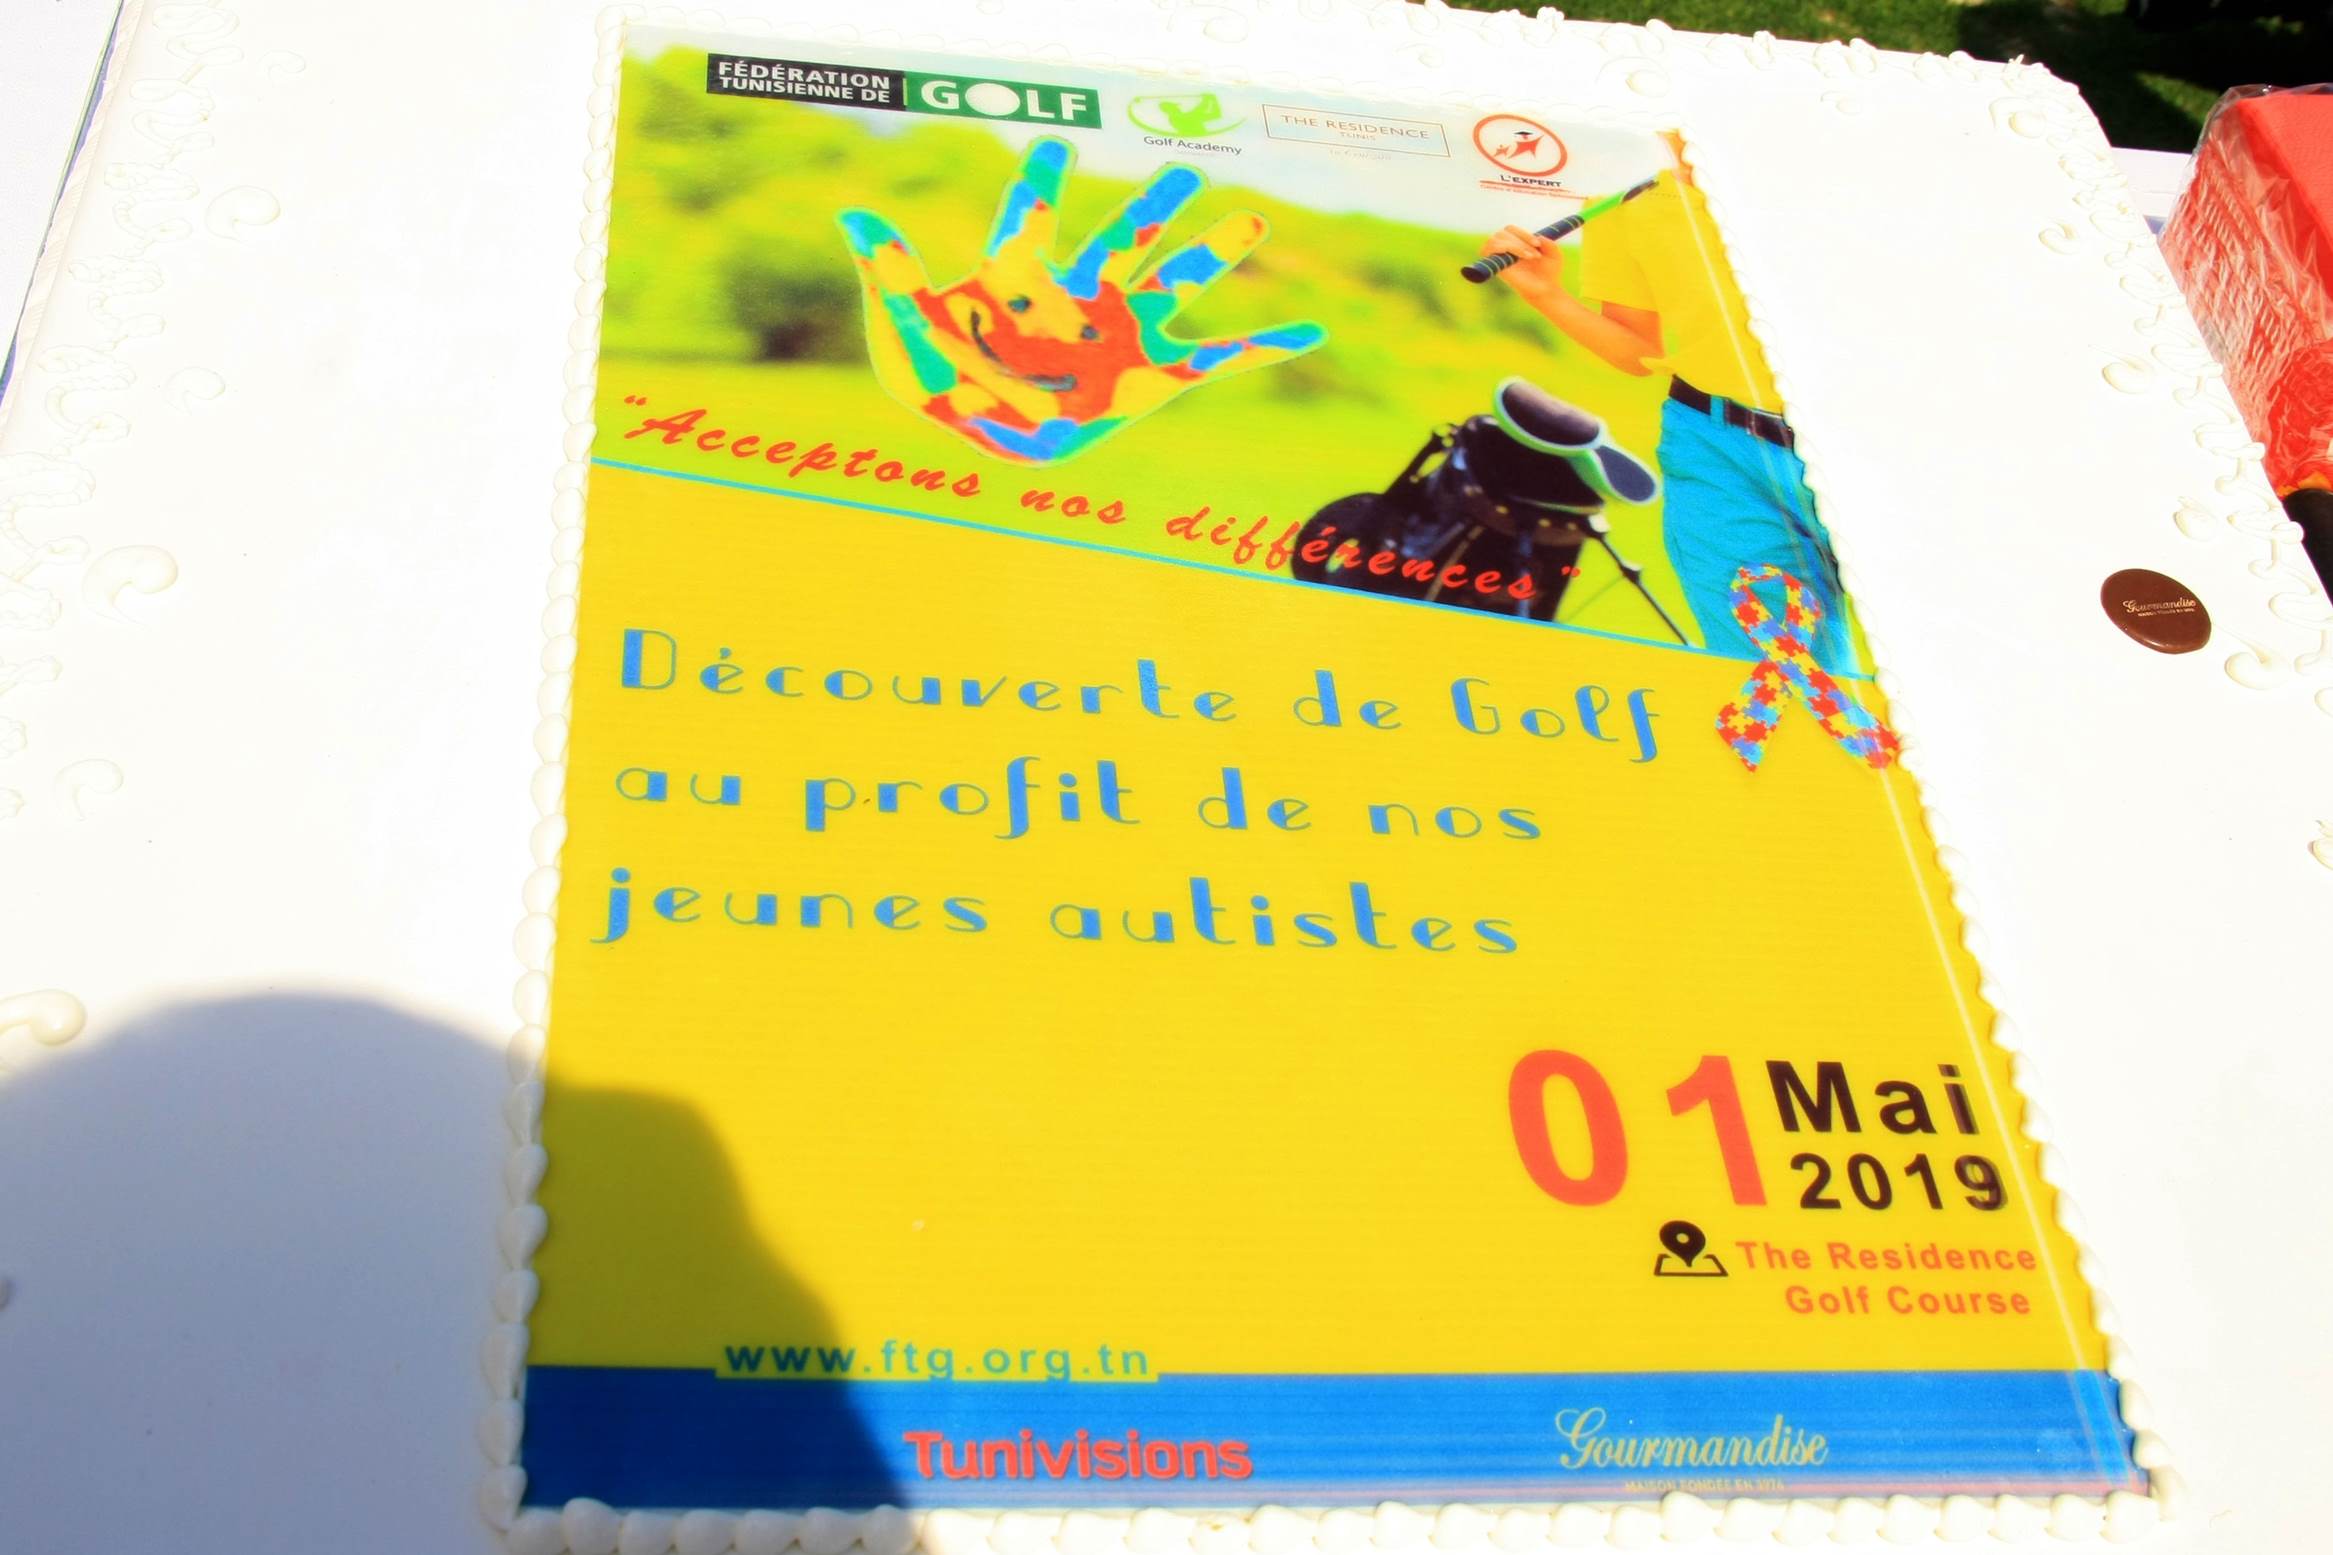 FÉDÉRATION
TUNISIENNE DE
GOLF
Golf Academy
THE RESIDENCE
TUNIS
L'EXPERT
"Acceptons nos différences"
Gourmandise
Découverte de Golf
au profit de nos
jeunes autistes
01 Mai
2019
The Residence
Golf Course
www.ftg.org.tn
Tunivisions
Gourmandise